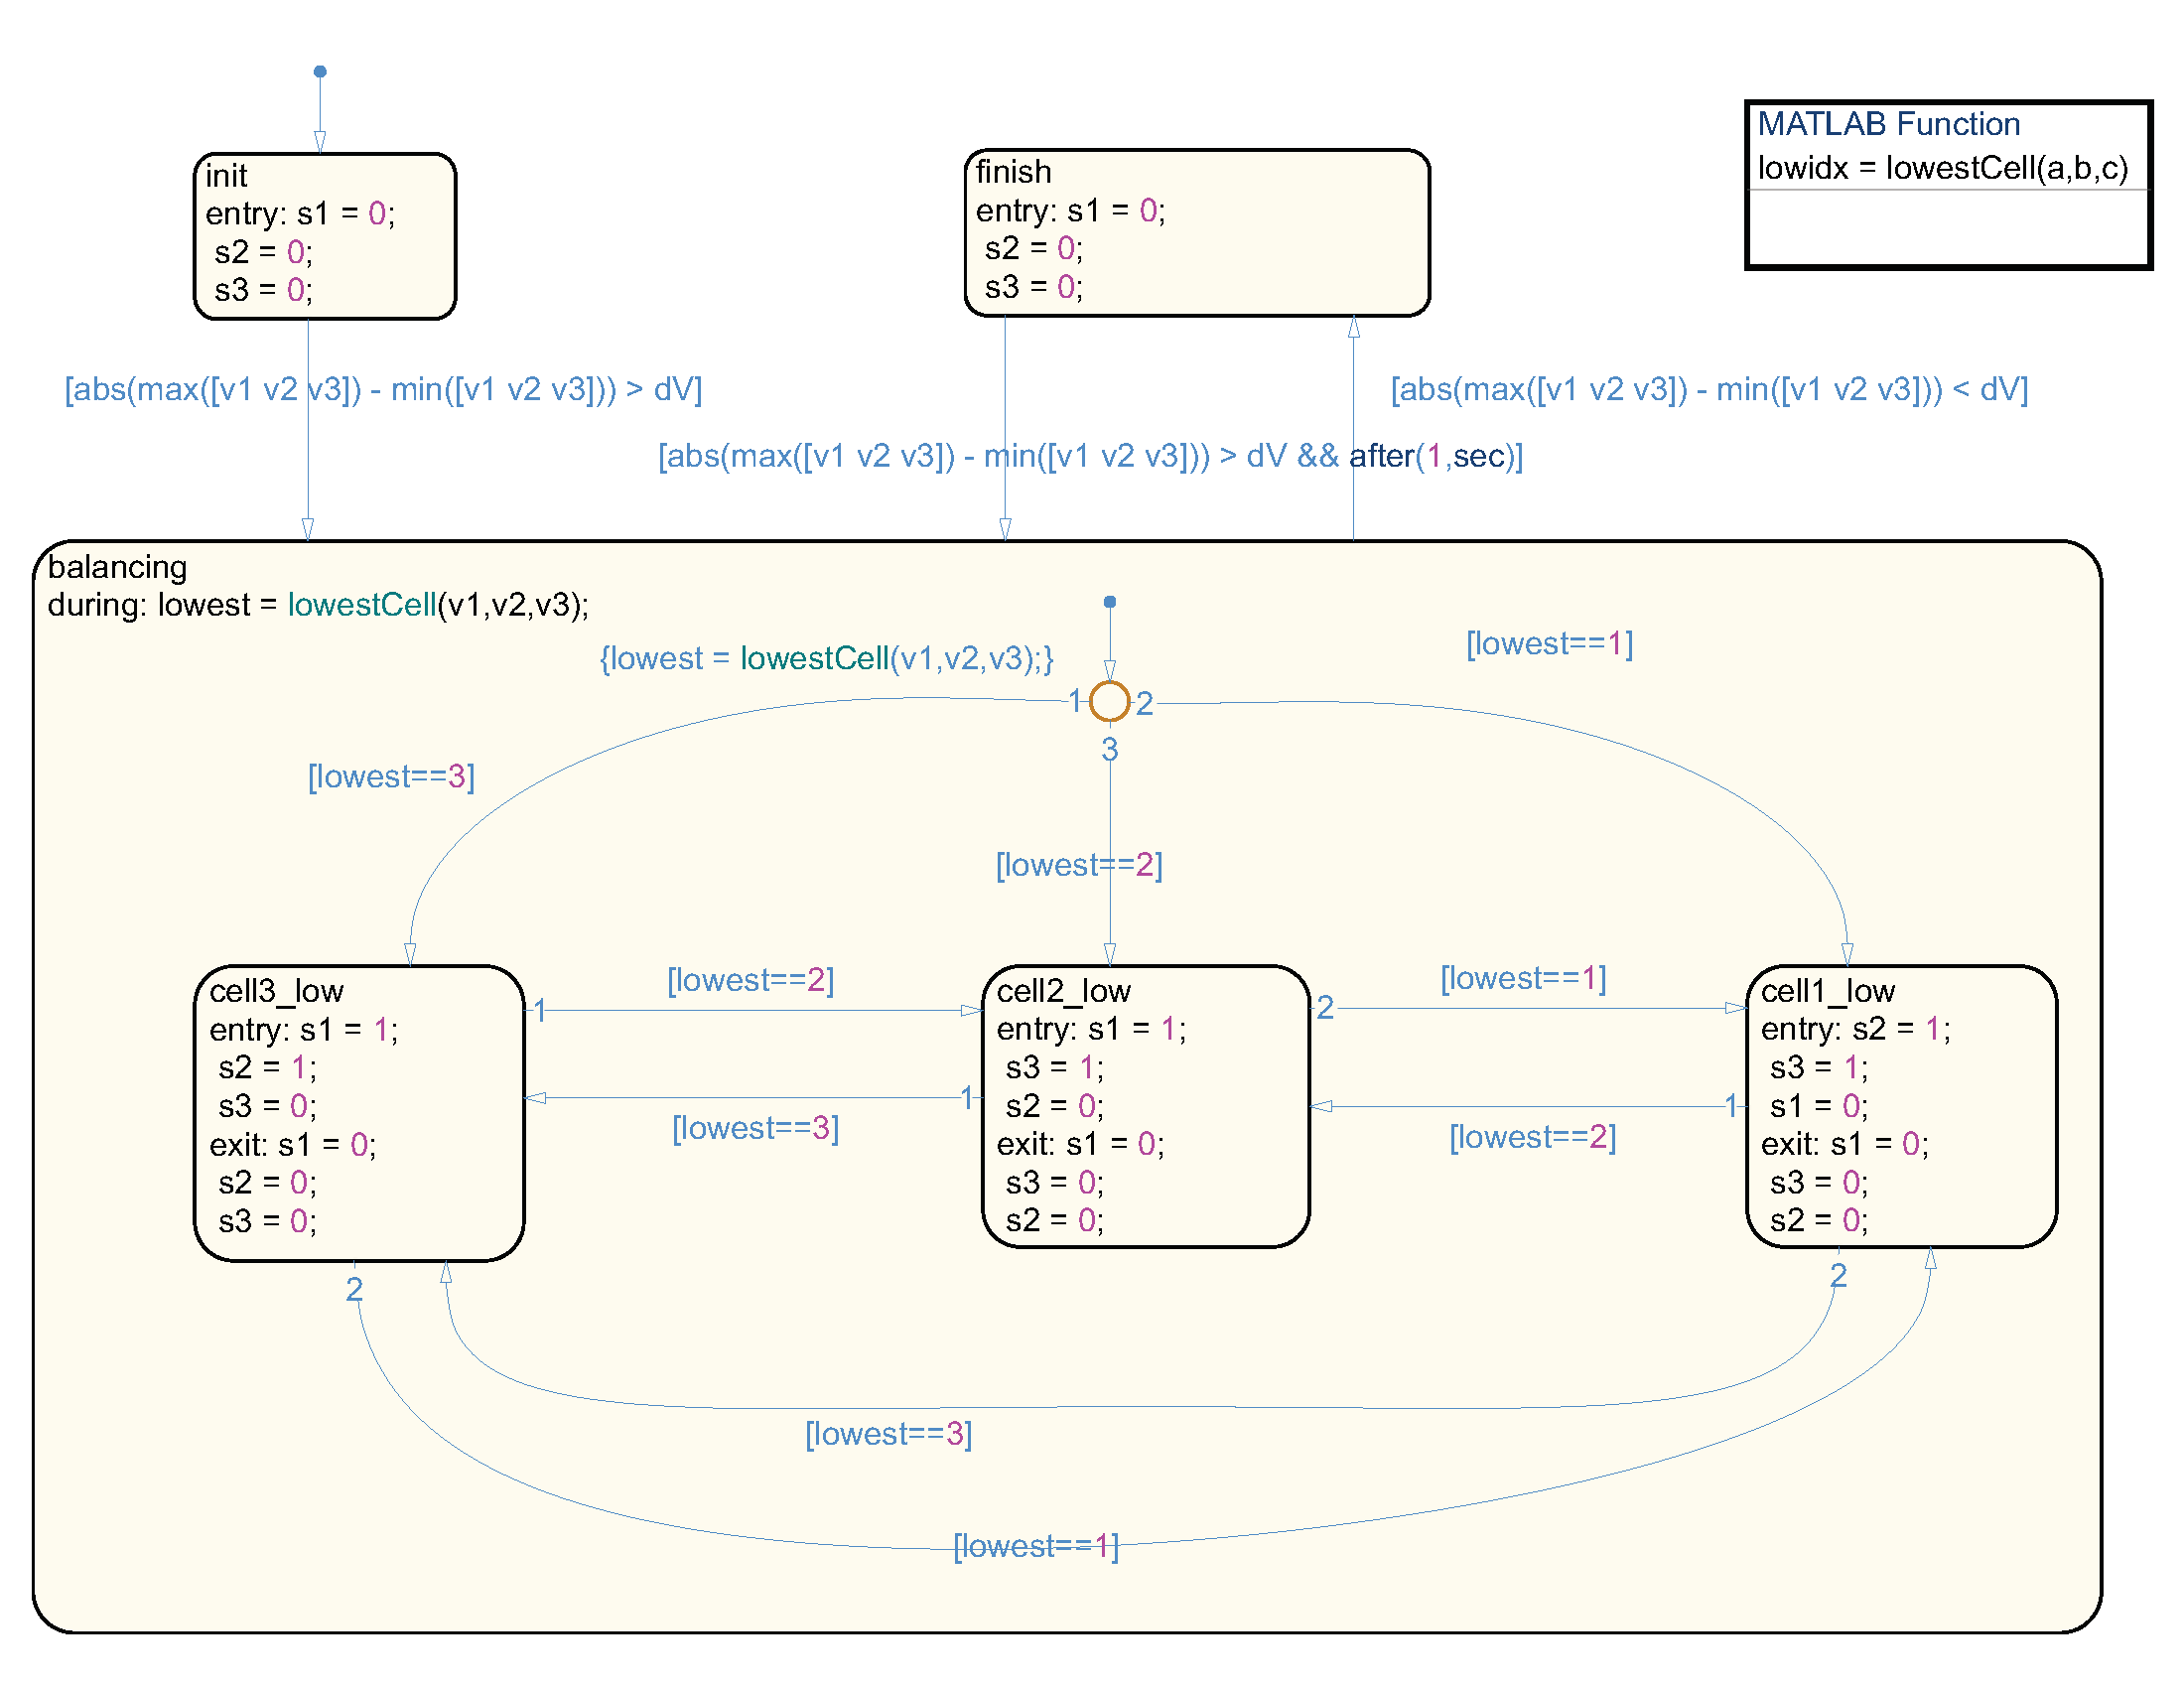 MATLAB Function
lowidx = lowestCell(a,b,c)
init
entry: s1 = 0;
s2 = 0;
s3 = 0;
finish
entry: s1 = 0;
s2 = 0;
s3 = 0;
[abs(max([v1 v2 v3]) - min([v1 v2 v3])) > dV]
[abs(max([v1 v2 v3]) - min([v1 v2 v3])) < dV]
[abs(max([v1 v2 v3]) - min([v1 v2 v3])) > dV && after(1,sec)]
balancing
during: lowest = lowestCell(v1,v2,v3);
{lowest = lowestCell(v1,v2,v3);}
[lowest==1]
1
2
3
[lowest==3]
[lowest==2]
cell3_low
entry: s1 = 1;
s2 = 1;
s3 = 0;
exit: s1 = 0;
s2 = 0;
s3 = 0;
1
[lowest==2]
[lowest==3]
1
cell2_low
entry: s1 = 1;
s3 = 1;
s2 = 0;
exit: s1 = 0;
s3 = 0;
s2 = 0;
2
[lowest==1]
[lowest==2]
1
cell1_low
entry: s2 = 1;
s3 = 1;
s1 = 0;
exit: s1 = 0;
s3 = 0;
s2 = 0;
2
2
[lowest==3]
[lowest==1]